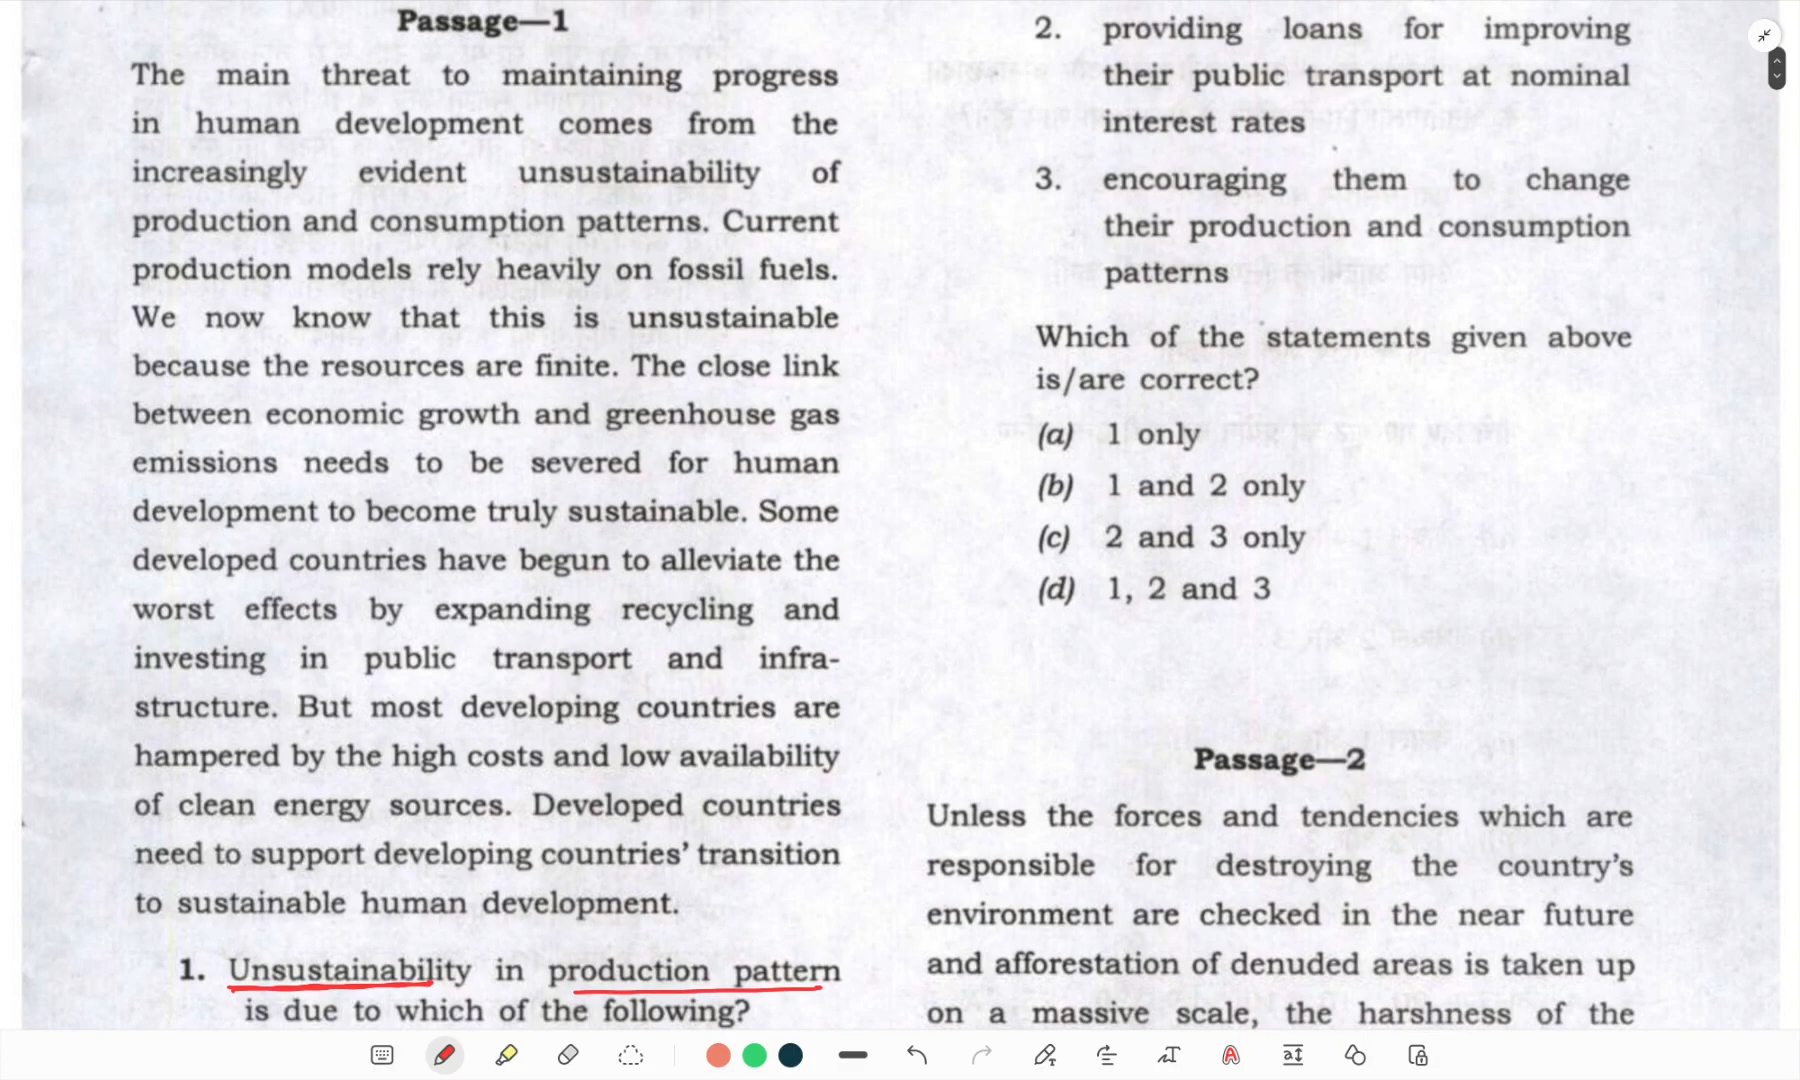 Passage—1
The main threat to maintaining progress
in human development comes from the
increasingly evident unsustainability of
production and consumption patterns. Current
production models rely heavily on fossil fuels.
We now know that this is unsustainable
because the resources are finite. The close link
between economic growth and greenhouse gas
emissions needs to be severed for human
development to become truly sustainable. Some
developed countries have begun to alleviate the
worst effects by expanding recycling and
investing in public transport and infra-
structure. But most developing countries are
hampered by the high costs and low availability
of clean energy sources. Developed countries
need to support developing countries' transition
to sustainable human development.
1. Unsustainability in production pattern
is due to which of the following?
2. providing loans for improving
their public transport at nominal
interest rates
3. encouraging them to change
their production and consumption
patterns
Which of the statements given above
is/are correct?
(a) 1 only
(b) 1 and 2 only
(c) 2 and 3 only
(d) 1, 2 and 3
Passage—2
Unless the forces and tendencies which are
responsible for destroying the country's
environment are checked in the near future
and afforestation of denuded areas is taken up
on a massive scale, the harshness of the